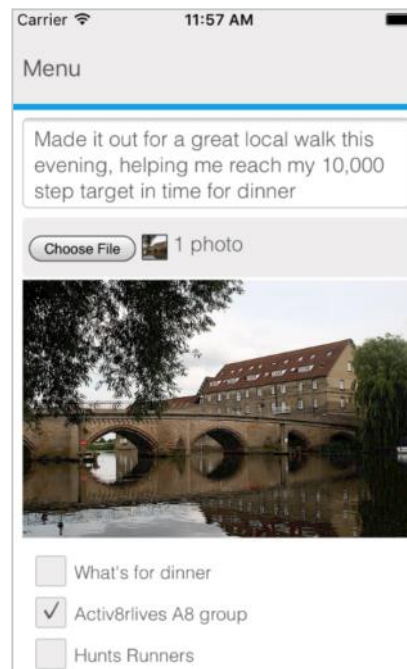 Carrier 11:57 AM
Menu
Made it out for a great local walk this
evening, helping me reach my 10,000
step target in time for dinner
Choose File 1 photo
What's for dinner
Activ8rlives A8 group
Hunts Runners